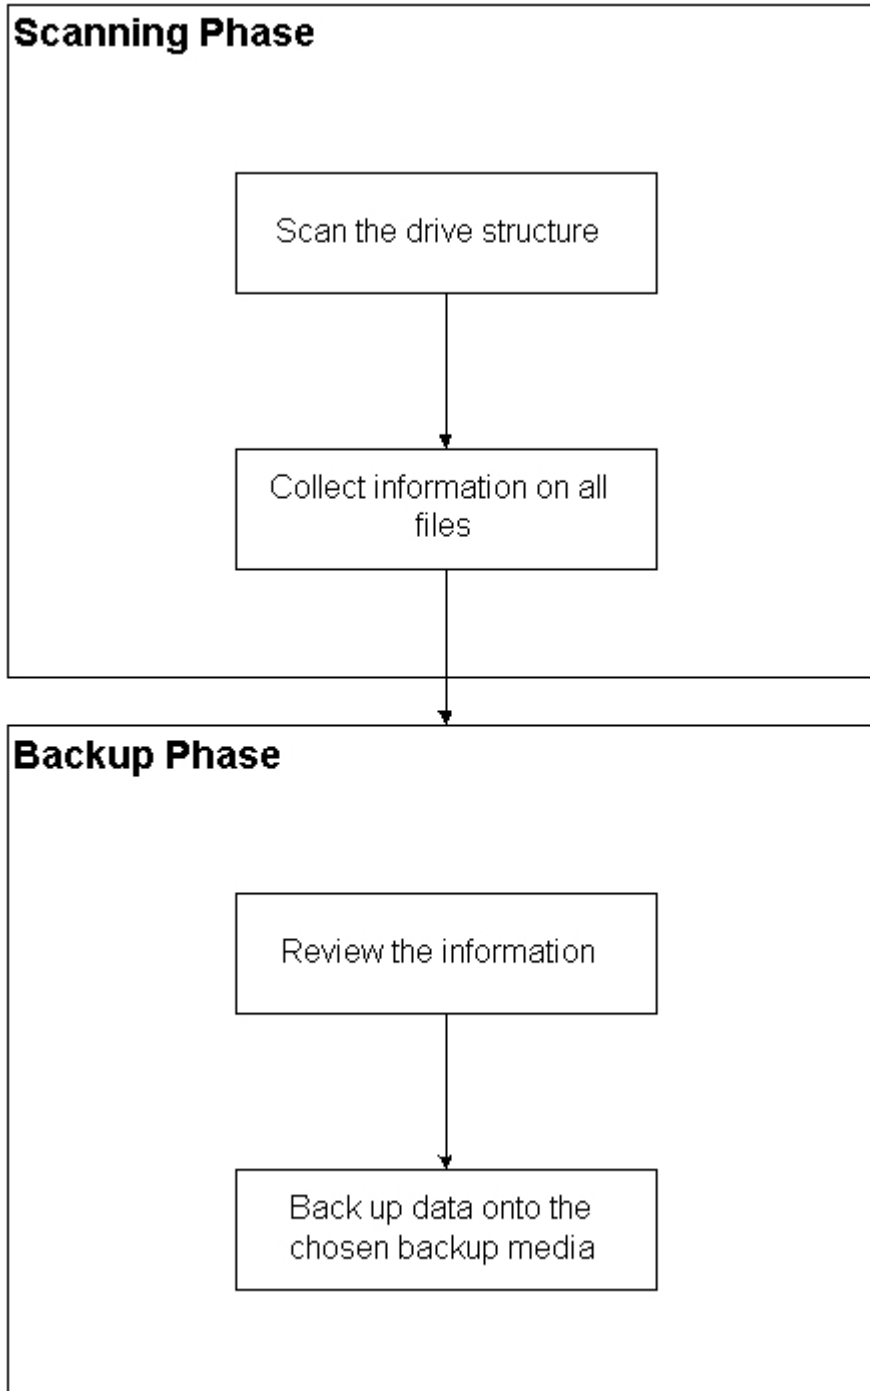 Scanning Phase
Scan the drive structure
Collect information on all
files
Backup Phase
Review the information
Back up data onto the
chosen backup media